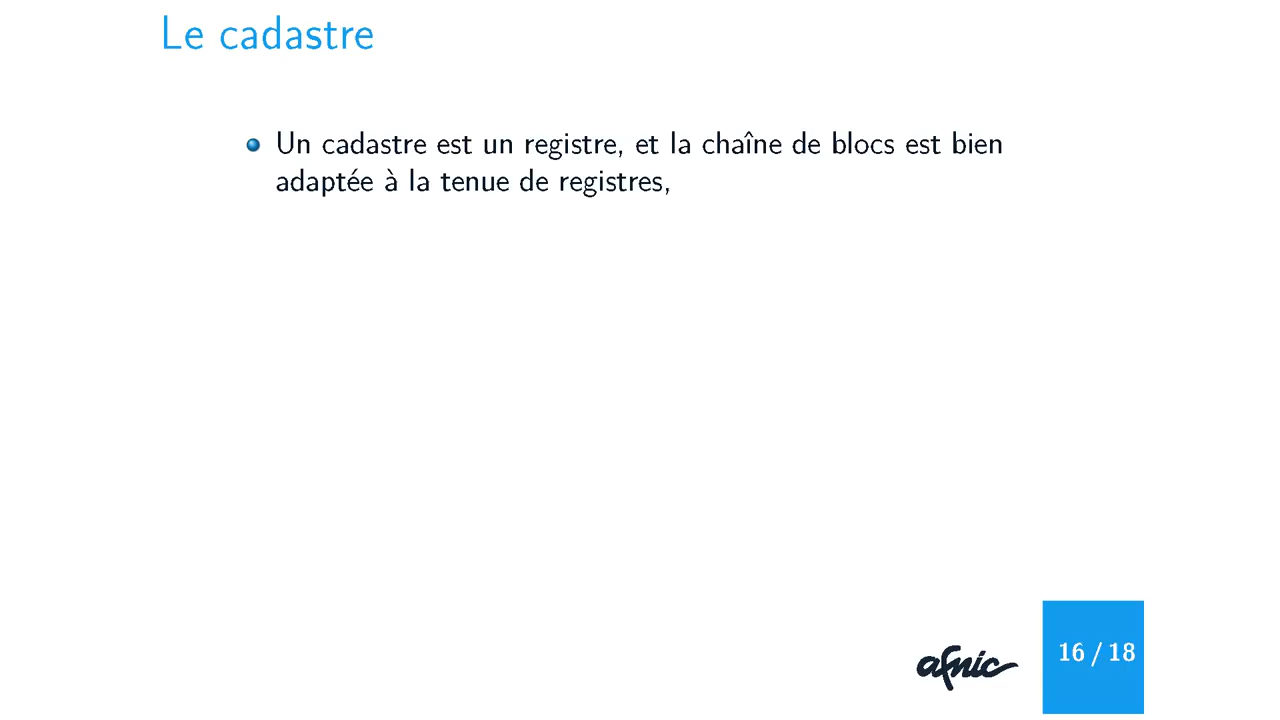 Le cadastre
Un cadastre est un registre, et la chaîne de blocs est bien
adaptée à la tenue de registres,
afnic
16 / 18